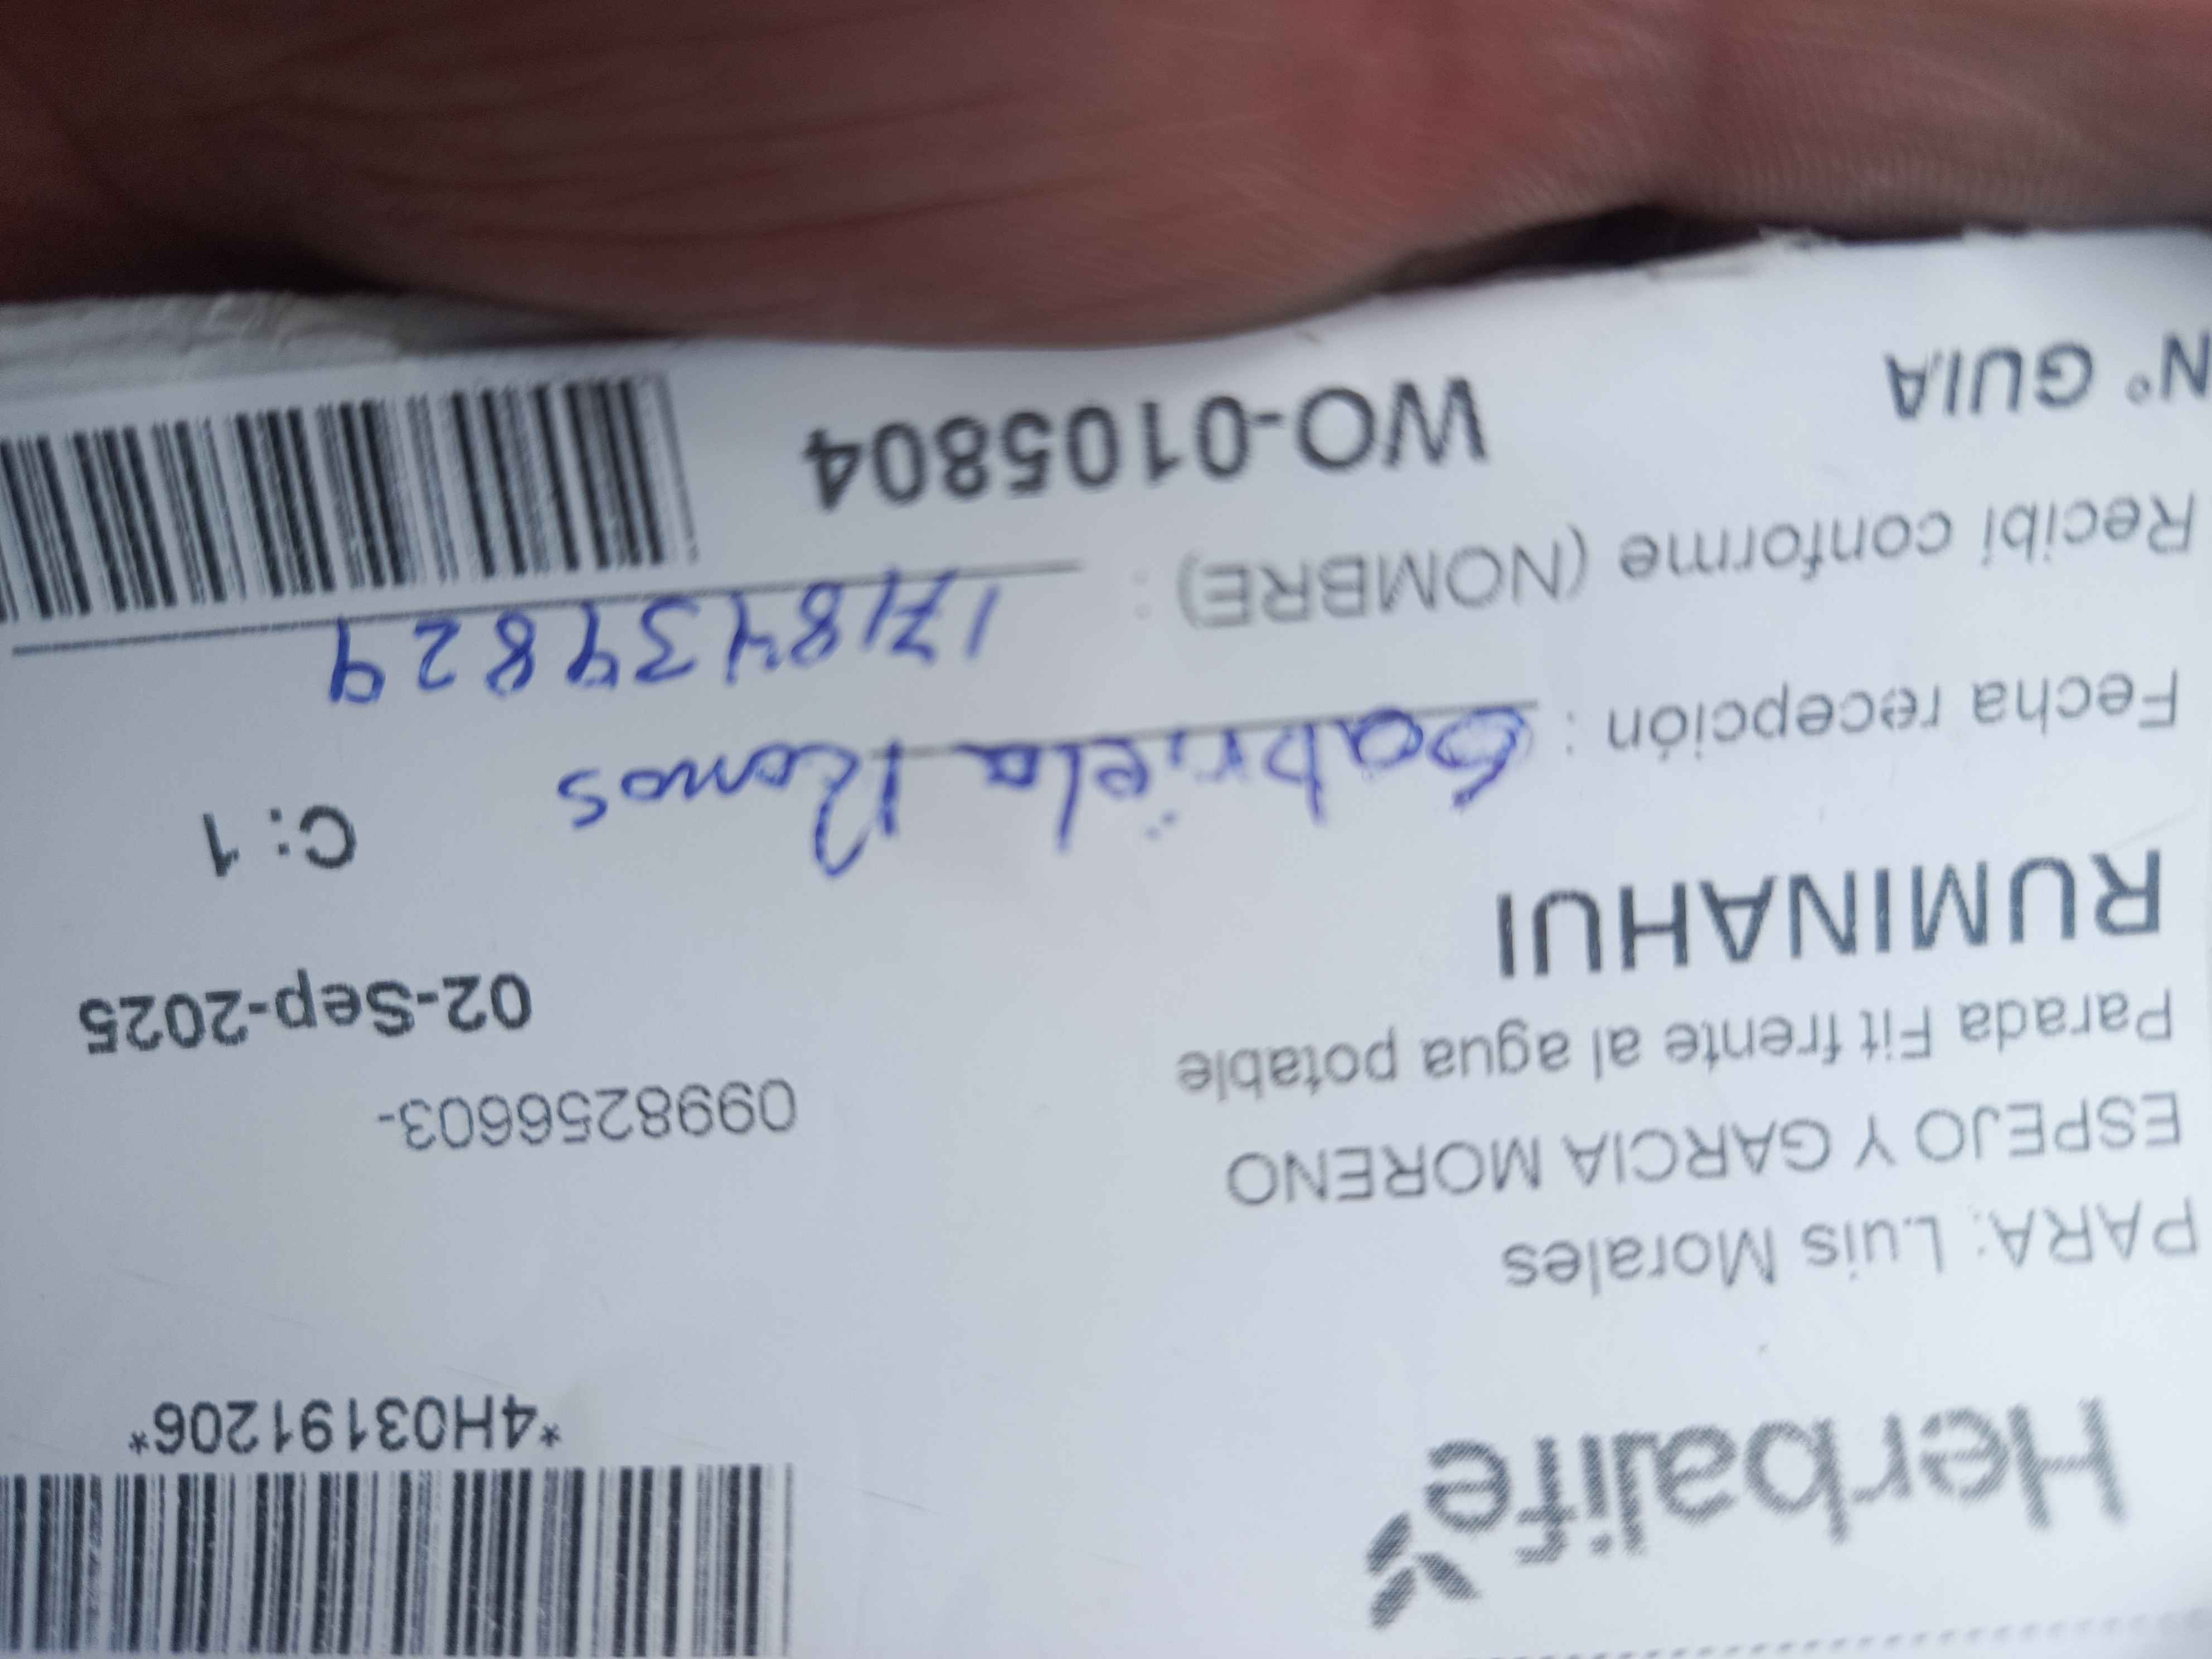 Herbalife
*4H03191206*
PARA: Luis Morales
ESPEJO Y GARCIA MORENO
0998256603-
Parada Fit frente al agua potable
02-Sep-2025
RUMINAHUI
C: 1
Fecha recepción : Gabriela Ramos
Recibi conforme (NOMBRE) : 1718439829
N° GUIA WO-0105804